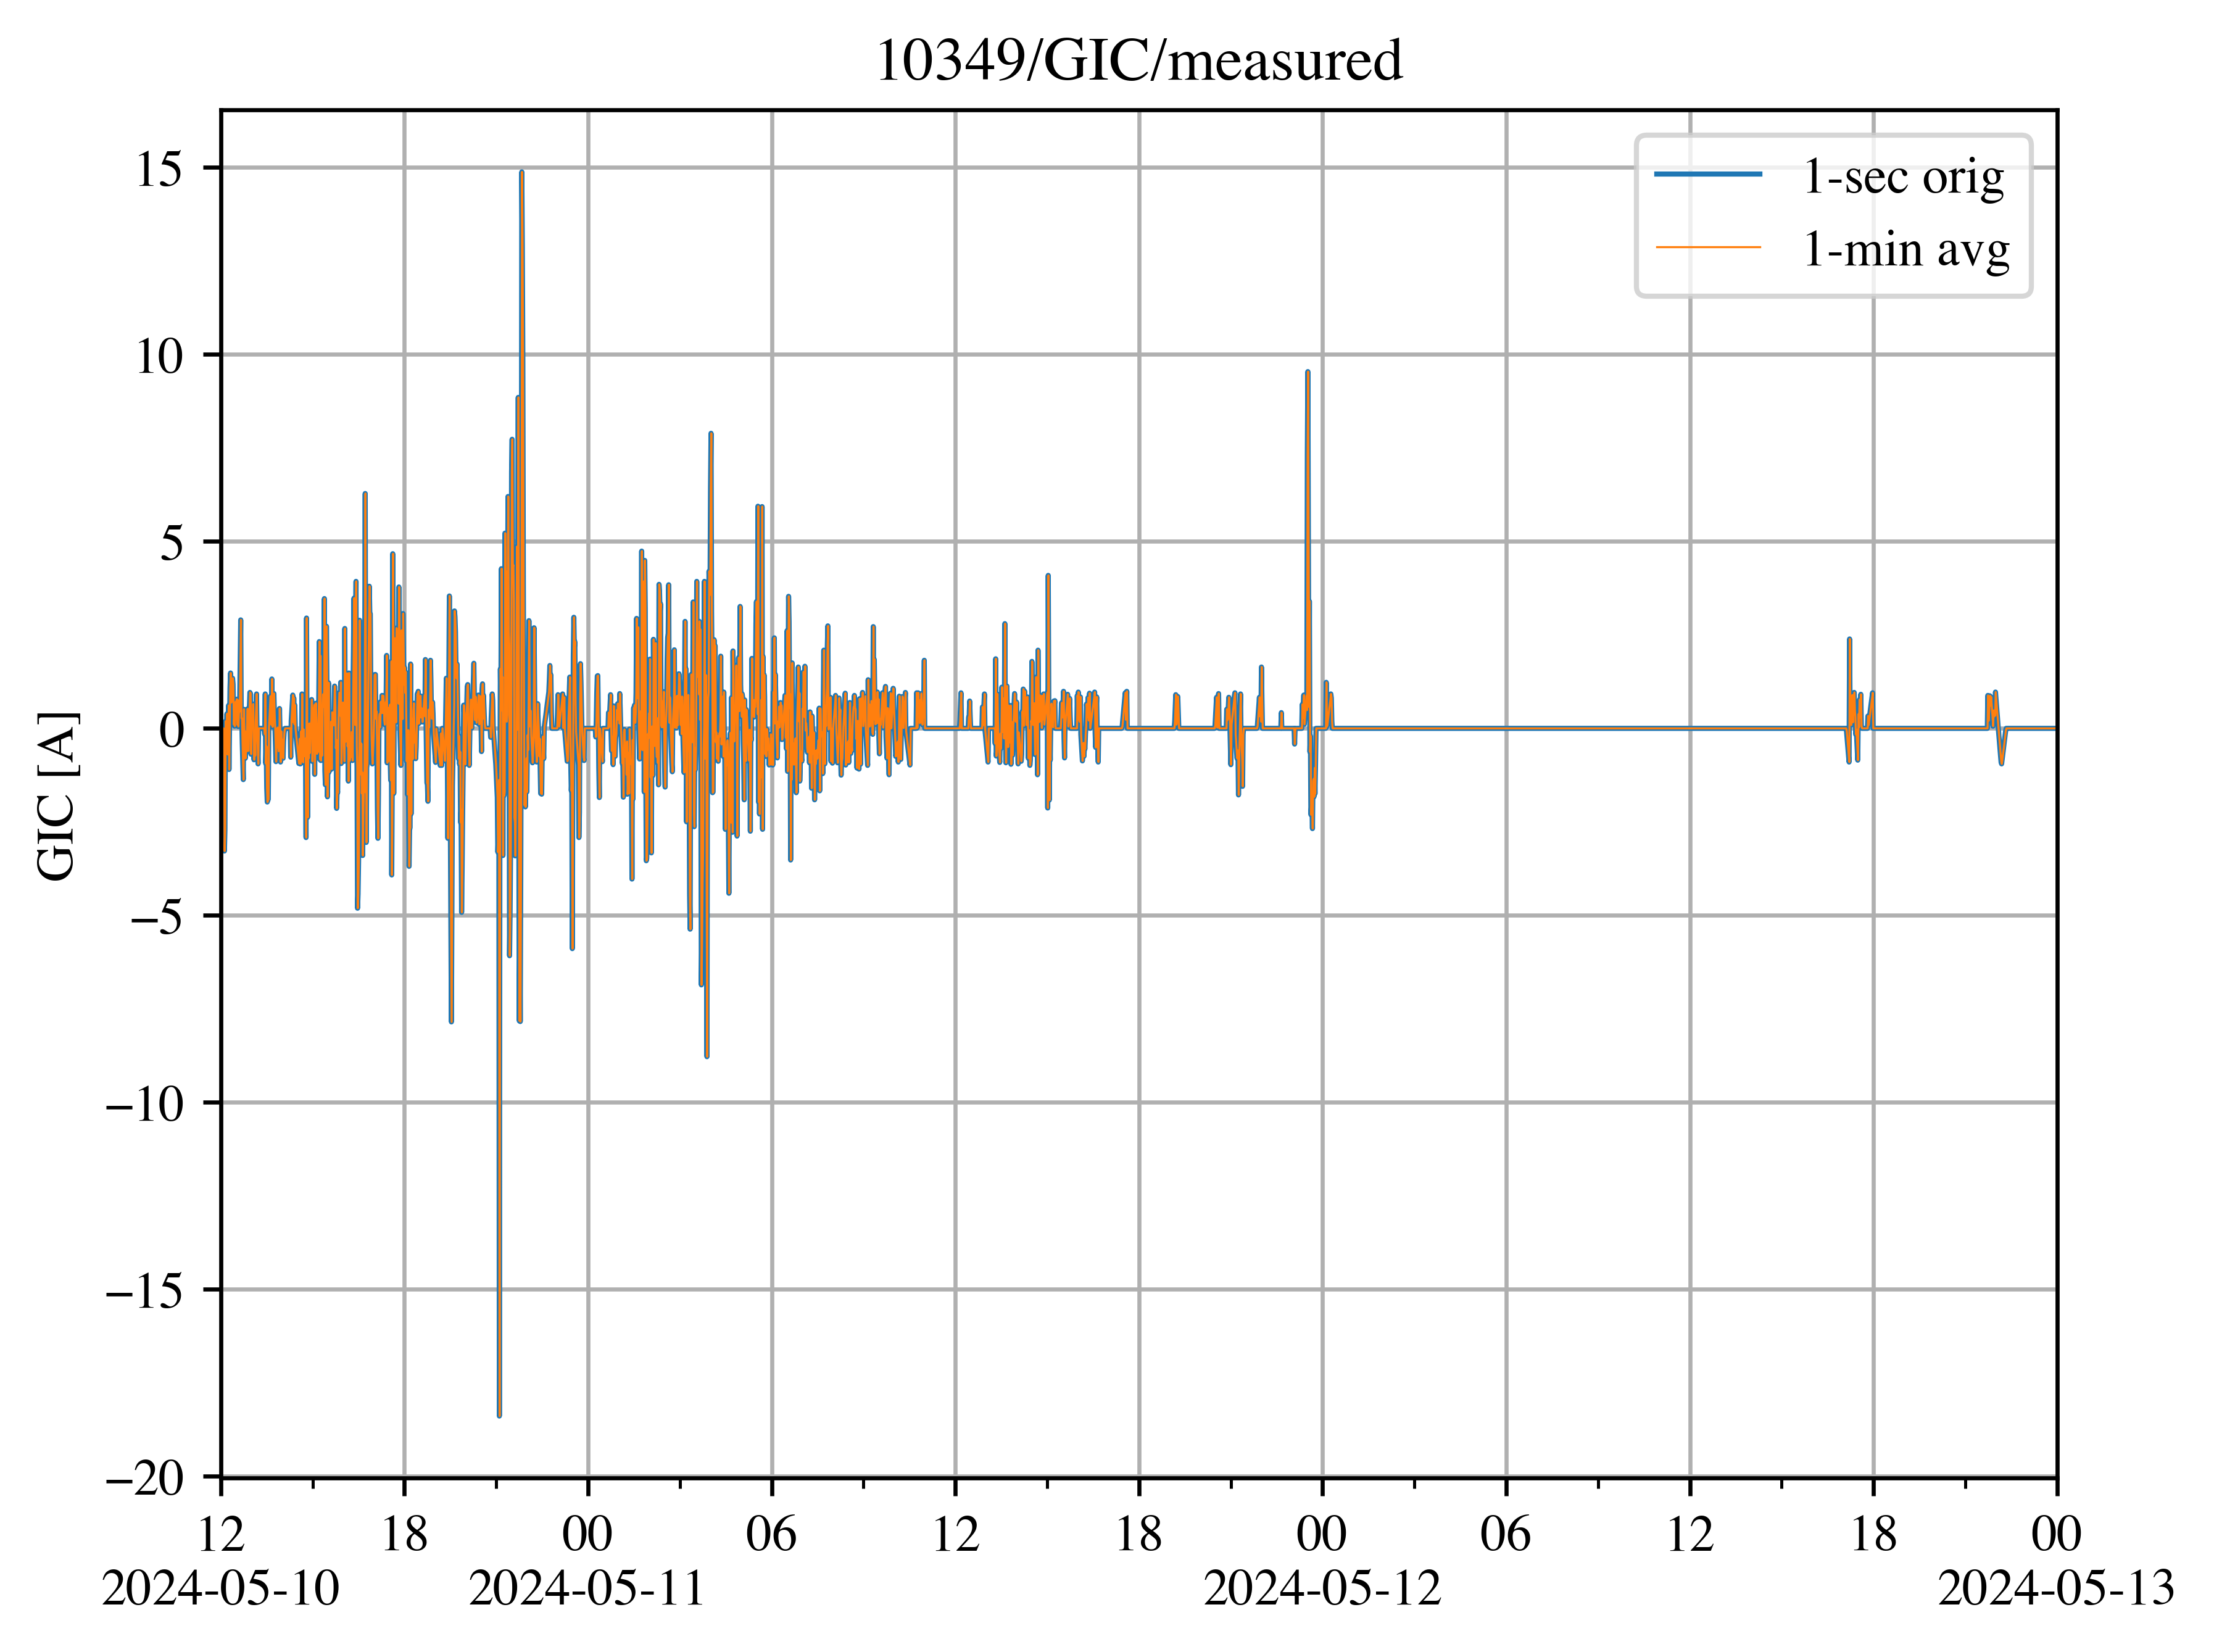 10349/GIC/measured
1-sec orig
1-min avg
GIC [A]
15
10
5
0
−5
−10
−15
−20
12 18 00 06 12 18 00 06 12 18 00
2024-05-10 2024-05-11 2024-05-12 2024-05-13